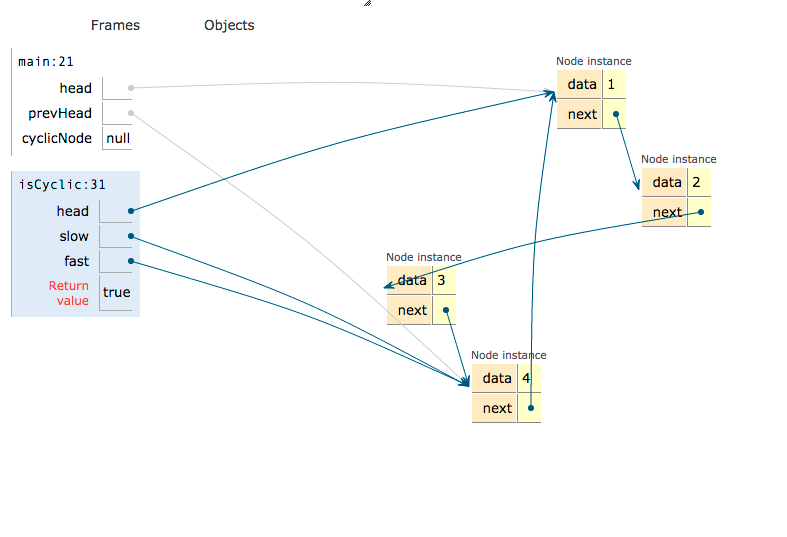 Frames Objects
main:21
head
prevHead
cyclicNode null
isCyclic:31
head
slow
fast
Return
value true
Node instance
data 1
next
Node instance
data 2
next
Node instance
data 3
next
Node instance
data 4
next